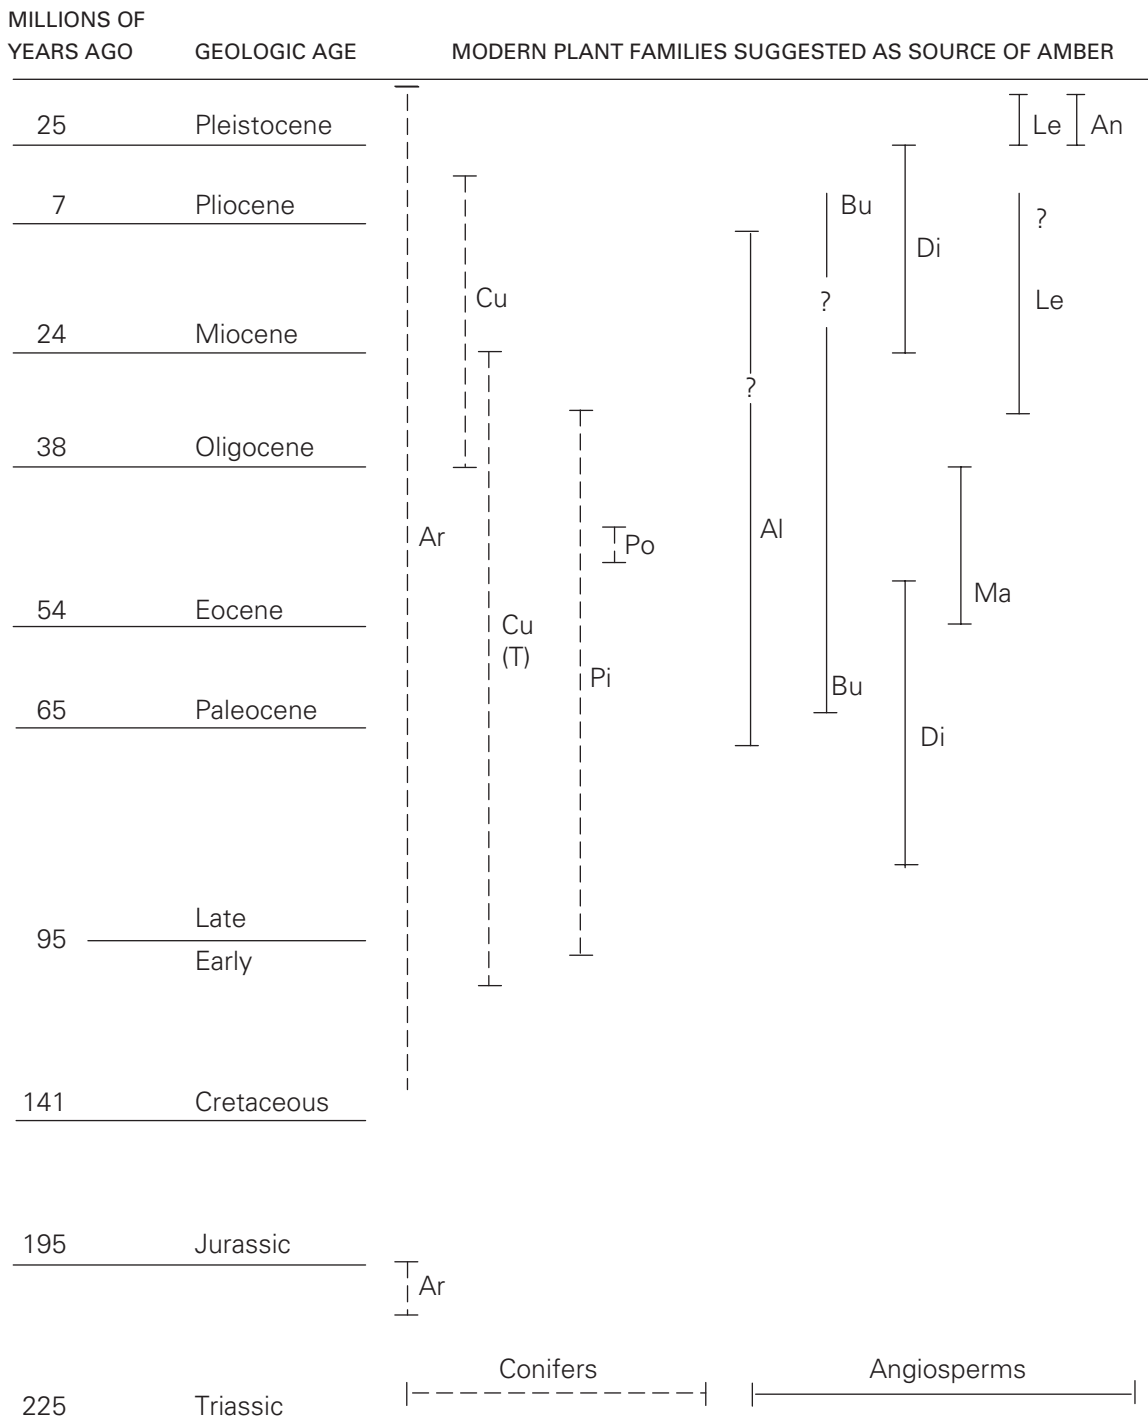 MILLIONS OF
YEARS AGO GEOLOGIC AGE MODERN PLANT FAMILIES SUGGESTED AS SOURCE OF AMBER
25 Pleistocene Le An
7 Pliocene Bu ?
Di
Cu ? Le
24 Miocene
?
38 Oligocene
Ar Po Al
54 Eocene Ma
Cu
(T) Pi
Bu
65 Paleocene Di
Late
95
Early
141 Cretaceous
195 Jurassic
Ar
Conifers Angiosperms
225 Triassic